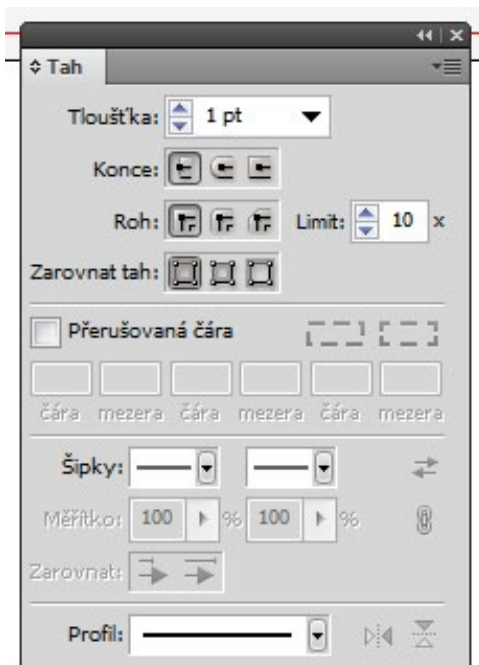 Tah
Tloušťka: 1 pt
Konce:
Roh: Limit: 10 x
Zarovnat tah:
Přerušovaná čára
čára mezera čára mezera čára mezera
Šipky:
Měřítko: 100 % 100 %
Zarovnat:
Profil: